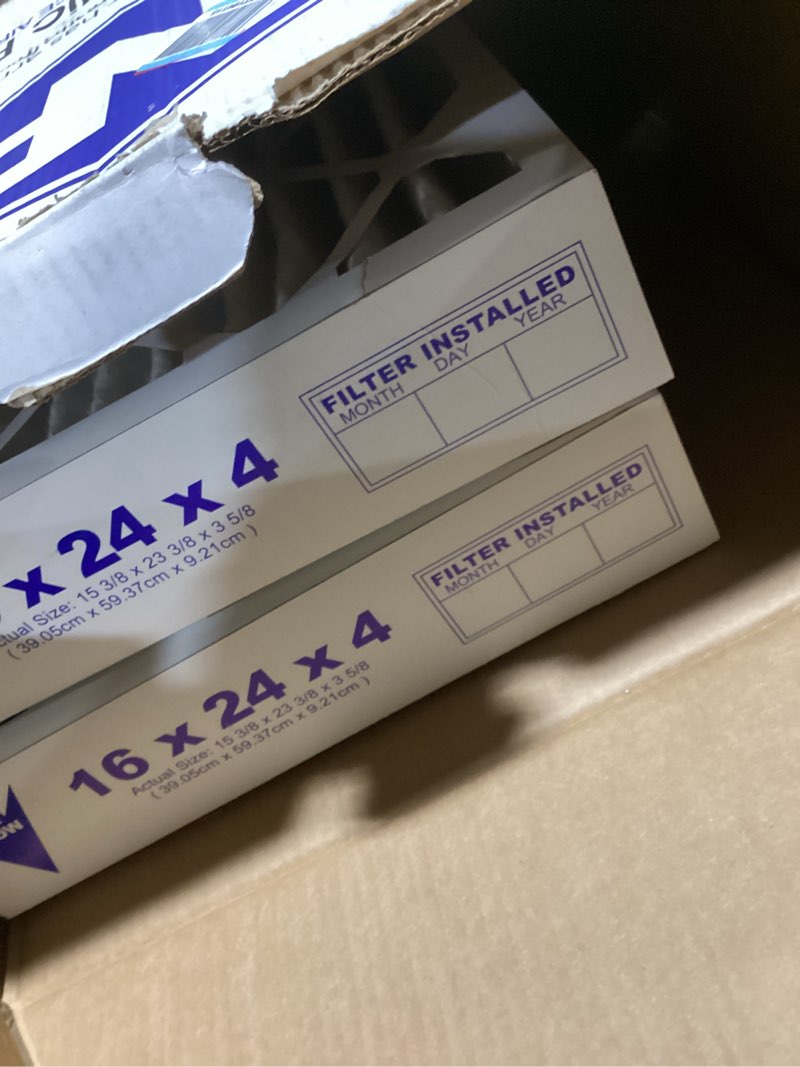 FILTER INSTALLED
MONTH DAY YEAR
x 24 x 4
Actual Size: 15 3/8 x 23 3/8 x 3 5/8
( 39.05cm x 59.37cm x 9.21cm )
FILTER INSTALLED
MONTH DAY YEAR
16 x 24 x 4
Actual Size: 15 3/8 x 23 3/8 x 3 5/8
( 39.05cm x 59.37cm x 9.21cm )